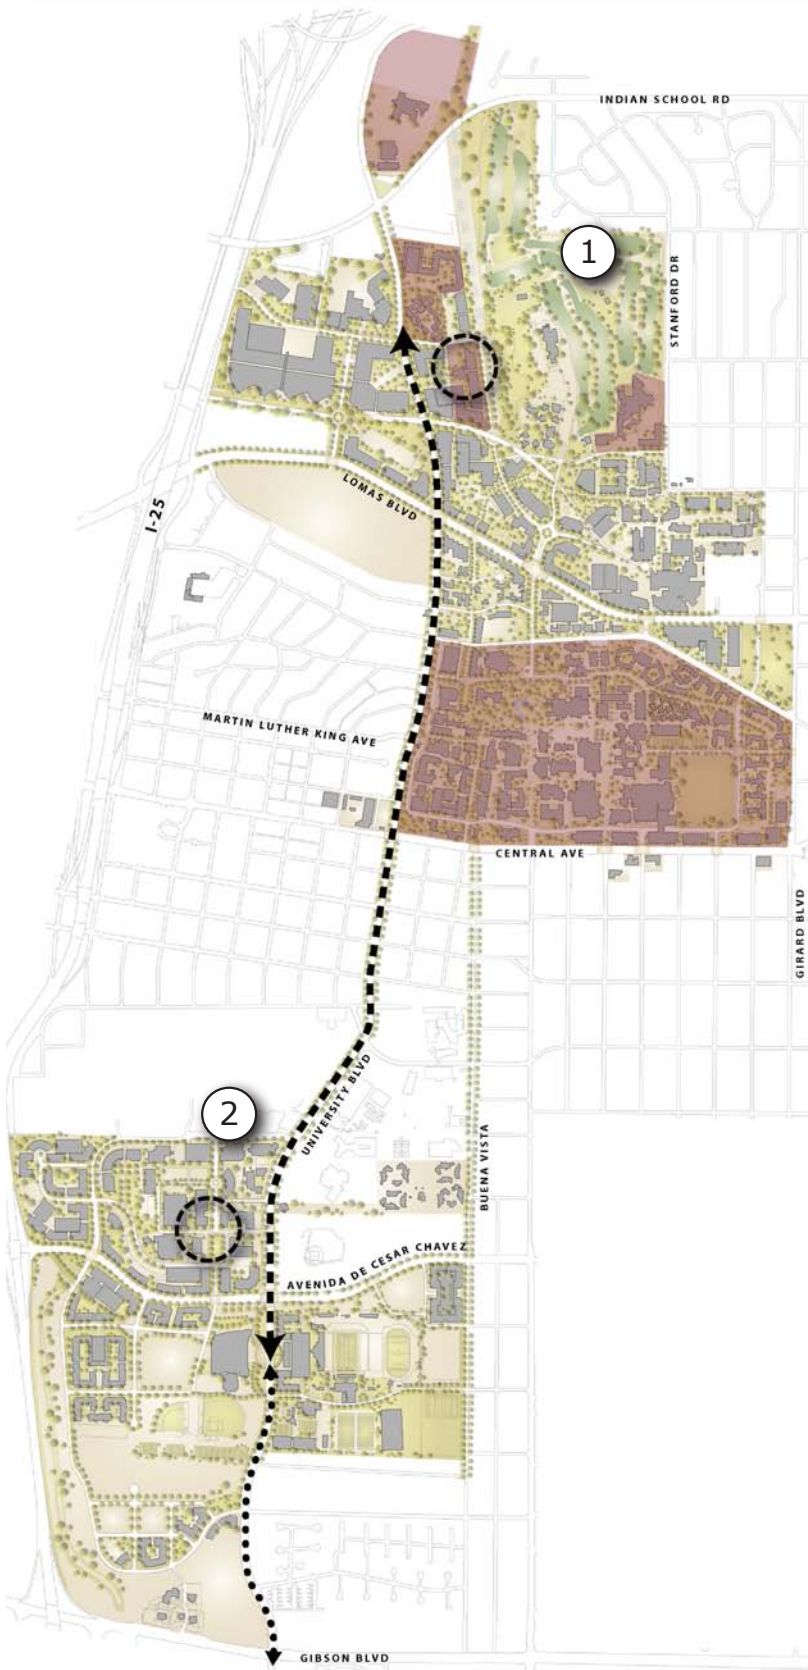 INDIAN SCHOOL RD
1
STANFORD DR
LOMAS BLVD
I-25
MARTIN LUTHER KING AVE
CENTRAL AVE
GIRARD BLVD
UNIVERSITY BLVD
2
BUENA VISTA
AVENIDA DE CESAR CHAVEZ
GIBSON BLVD